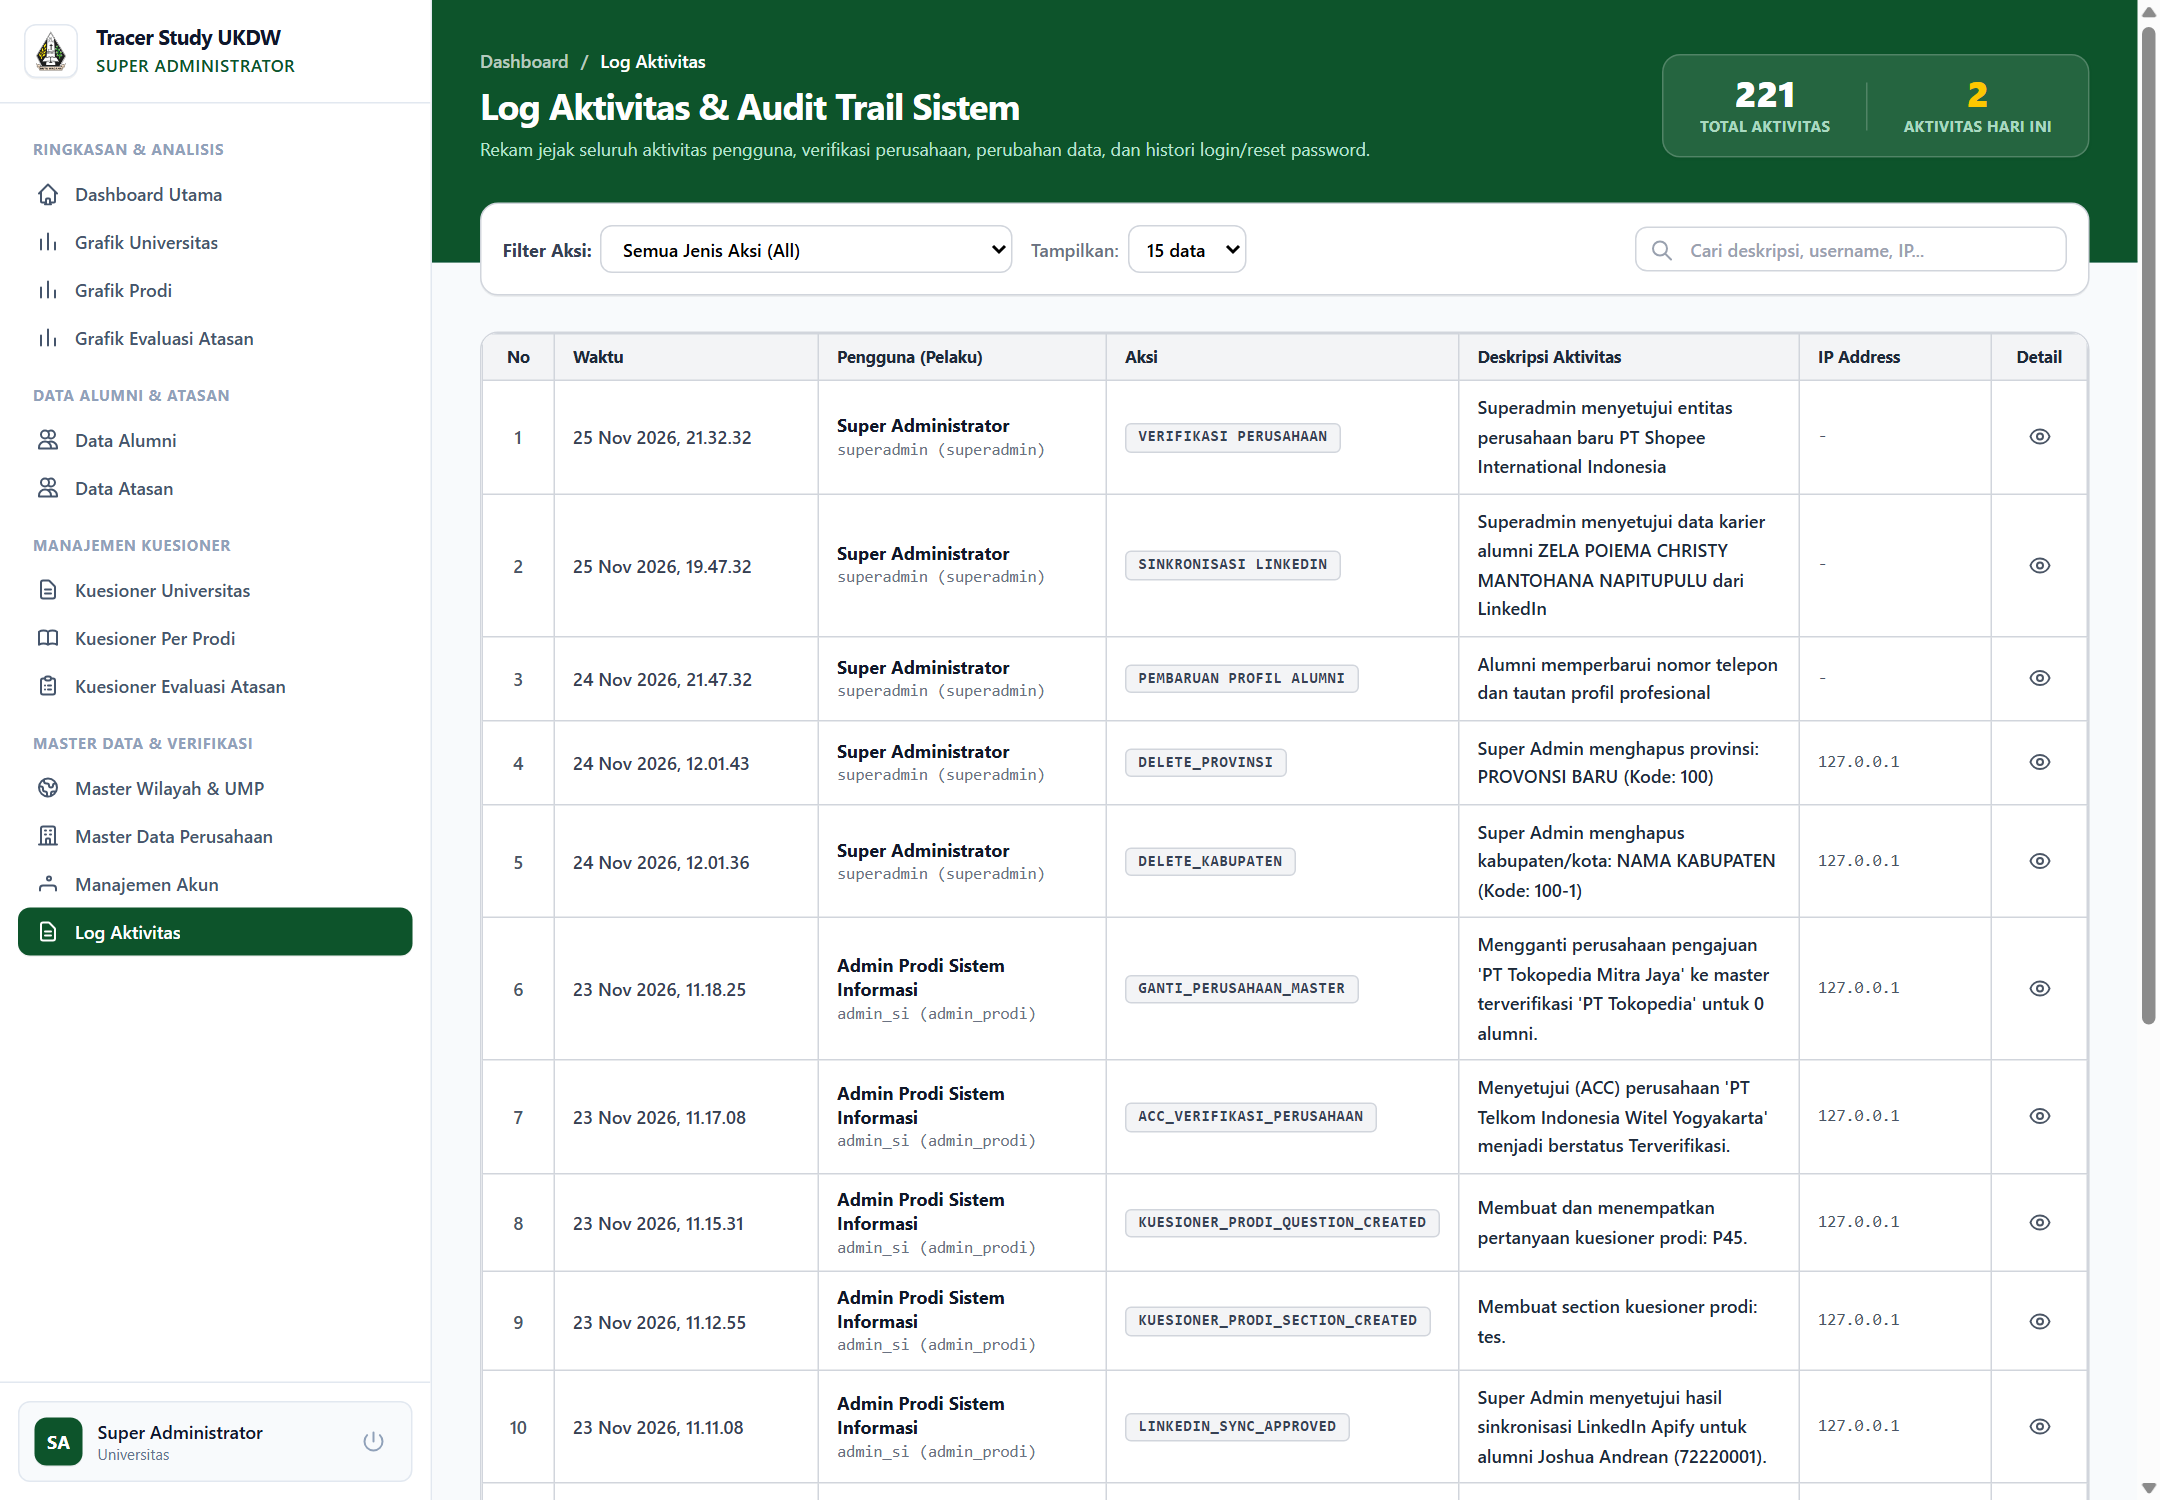 Tracer Study UKDW
SUPER ADMINISTRATOR
RINGKASAN & ANALISIS
Dashboard Utama
Grafik Universitas
Grafik Prodi
Grafik Evaluasi Atasan
DATA ALUMNI & ATASAN
Data Alumni
Data Atasan
MANAJEMEN KUESIONER
Kuesioner Universitas
Kuesioner Per Prodi
Kuesioner Evaluasi Atasan
MASTER DATA & VERIFIKASI
Master Wilayah & UMP
Master Data Perusahaan
Manajemen Akun
Log Aktivitas
SA
Super Administrator
Universitas
Dashboard / Log Aktivitas
Log Aktivitas & Audit Trail Sistem
Rekam jejak seluruh aktivitas pengguna, verifikasi perusahaan, perubahan data, dan histori login/reset password.
221
TOTAL AKTIVITAS
2
AKTIVITAS HARI INI
Filter Aksi: Semua Jenis Aksi (All) Tampilkan: 15 data Cari deskripsi, username, IP...
No Waktu Pengguna (Pelaku) Aksi Deskripsi Aktivitas IP Address Detail
1 25 Nov 2026, 21.32.32
Super Administrator
superadmin (superadmin)
VERIFIKASI PERUSAHAAN
Superadmin menyetujui entitas
perusahaan baru PT Shopee
International Indonesia
-
2 25 Nov 2026, 19.47.32
Super Administrator
superadmin (superadmin)
SINKRONISASI LINKEDIN
Superadmin menyetujui data karier
alumni ZELA POIEMA CHRISTY
MANTOHANA NAPITUPULU dari
LinkedIn
-
3 24 Nov 2026, 21.47.32
Super Administrator
superadmin (superadmin)
PEMBARUAN PROFIL ALUMNI
Alumni memperbarui nomor telepon
dan tautan profil profesional
-
4 24 Nov 2026, 12.01.43
Super Administrator
superadmin (superadmin)
DELETE_PROVINSI
Super Admin menghapus provinsi:
PROVONSI BARU (Kode: 100)
127.0.0.1
5 24 Nov 2026, 12.01.36
Super Administrator
superadmin (superadmin)
DELETE_KABUPATEN
Super Admin menghapus
kabupaten/kota: NAMA KABUPATEN
(Kode: 100-1)
127.0.0.1
6 23 Nov 2026, 11.18.25
Admin Prodi Sistem
Informasi
admin_si (admin_prodi)
GANTI_PERUSAHAAN_MASTER
Mengganti perusahaan pengajuan
'PT Tokopedia Mitra Jaya' ke master
terverifikasi 'PT Tokopedia' untuk 0
alumni.
127.0.0.1
7 23 Nov 2026, 11.17.08
Admin Prodi Sistem
Informasi
admin_si (admin_prodi)
ACC_VERIFIKASI_PERUSAHAAN
Menyetujui (ACC) perusahaan 'PT
Telkom Indonesia Witel Yogyakarta'
menjadi berstatus Terverifikasi.
127.0.0.1
8 23 Nov 2026, 11.15.31
Admin Prodi Sistem
Informasi
admin_si (admin_prodi)
KUESIONER_PRODI_QUESTION_CREATED
Membuat dan menempatkan
pertanyaan kuesioner prodi: P45.
127.0.0.1
9 23 Nov 2026, 11.12.55
Admin Prodi Sistem
Informasi
admin_si (admin_prodi)
KUESIONER_PRODI_SECTION_CREATED
Membuat section kuesioner prodi:
tes.
127.0.0.1
10 23 Nov 2026, 11.11.08
Admin Prodi Sistem
Informasi
admin_si (admin_prodi)
LINKEDIN_SYNC_APPROVED
Super Admin menyetujui hasil
sinkronisasi LinkedIn Apify untuk
alumni Joshua Andrean (72220001).
127.0.0.1